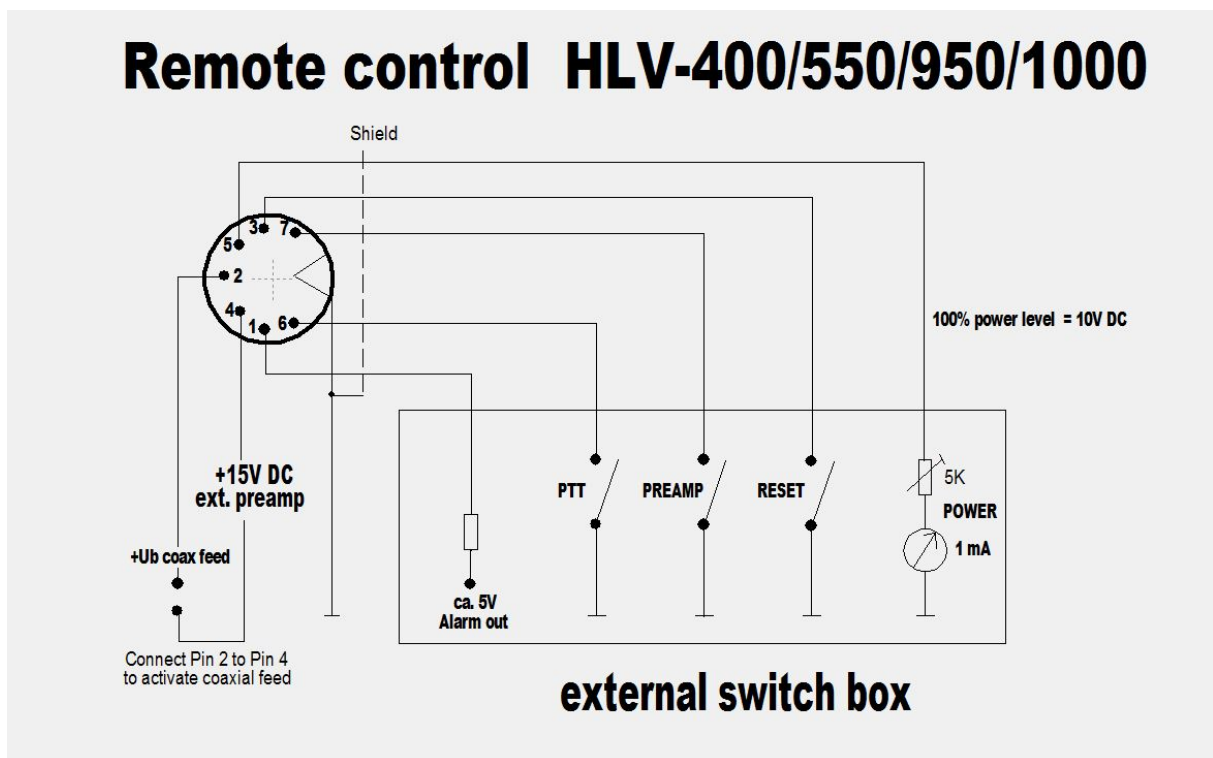 Remote control HLV-400/550/950/1000
Shield
3
7
5
2
4
1
6
100% power level = 10V DC
+15V DC
ext. preamp
PTT
PREAMP
RESET
5K
POWER
1 mA
+Ub coax feed
ca. 5V
Alarm out
Connect Pin 2 to Pin 4
to activate coaxial feed
external switch box